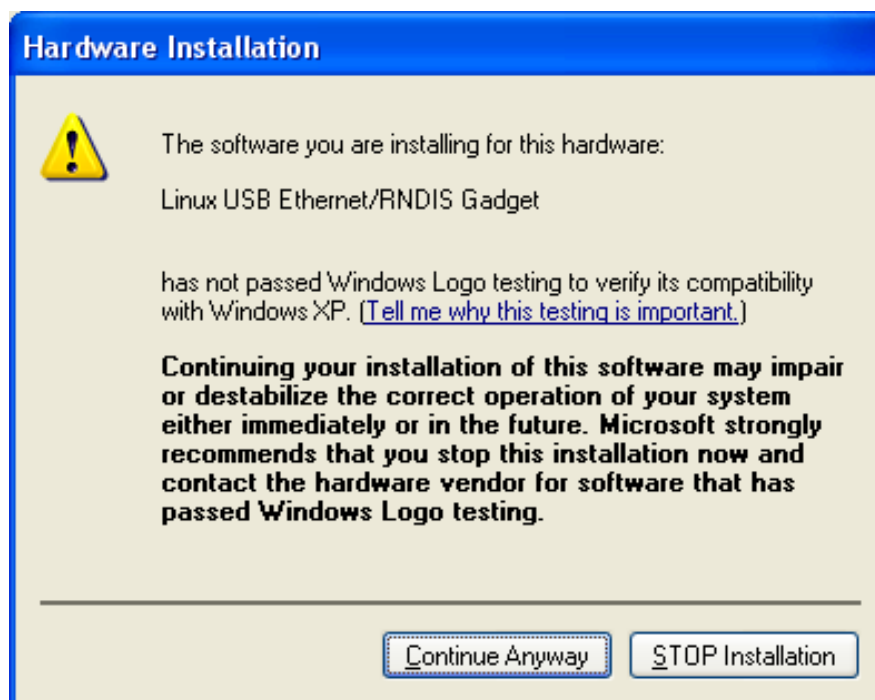 Hardware Installation
The software you are installing for this hardware:
Linux USB Ethernet/RNDIS Gadget
has not passed Windows Logo testing to verify its compatibility
with Windows XP. (Tell me why this testing is important.)
Continuing your installation of this software may impair
or destabilize the correct operation of your system
either immediately or in the future. Microsoft strongly
recommends that you stop this installation now and
contact the hardware vendor for software that has
passed Windows Logo testing.
Continue Anyway
STOP Installation